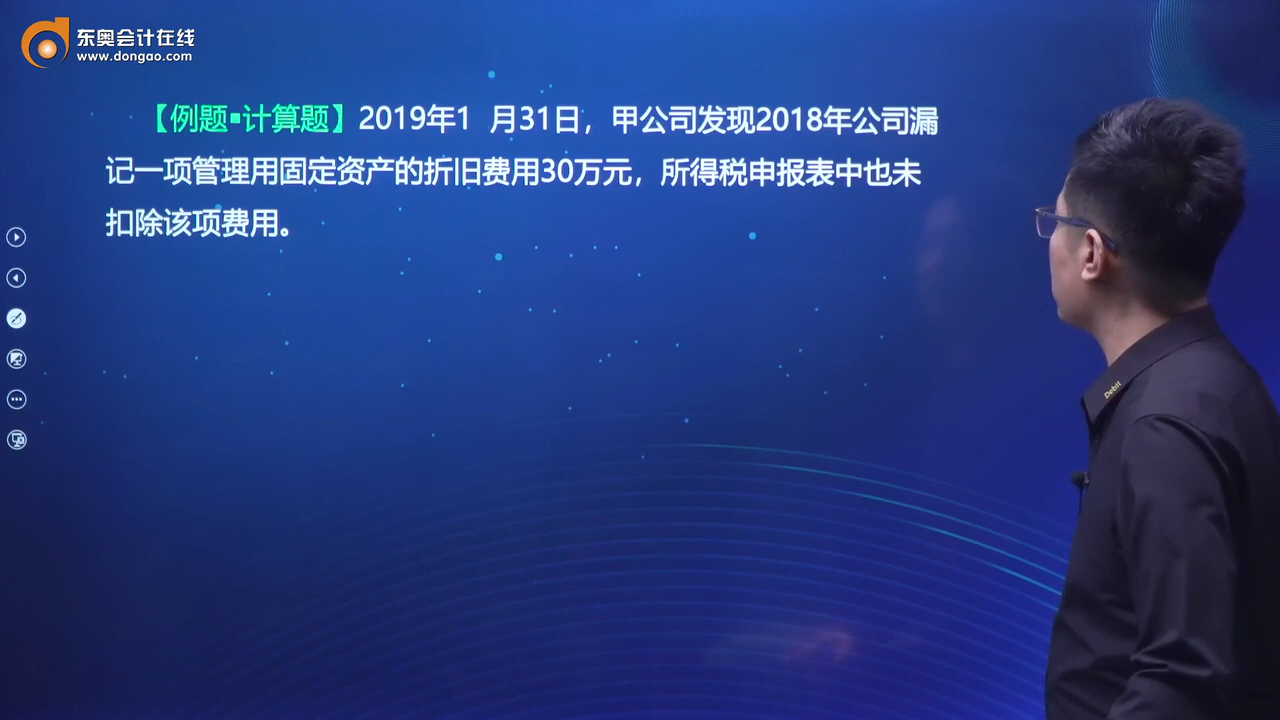 东奥会计在线
www.dongao.com
【例题▪计算题】2019年1 月31日，甲公司发现2018年公司漏
记一项管理用固定资产的折旧费用30万元，所得税申报表中也未
扣除该项费用。
Debit